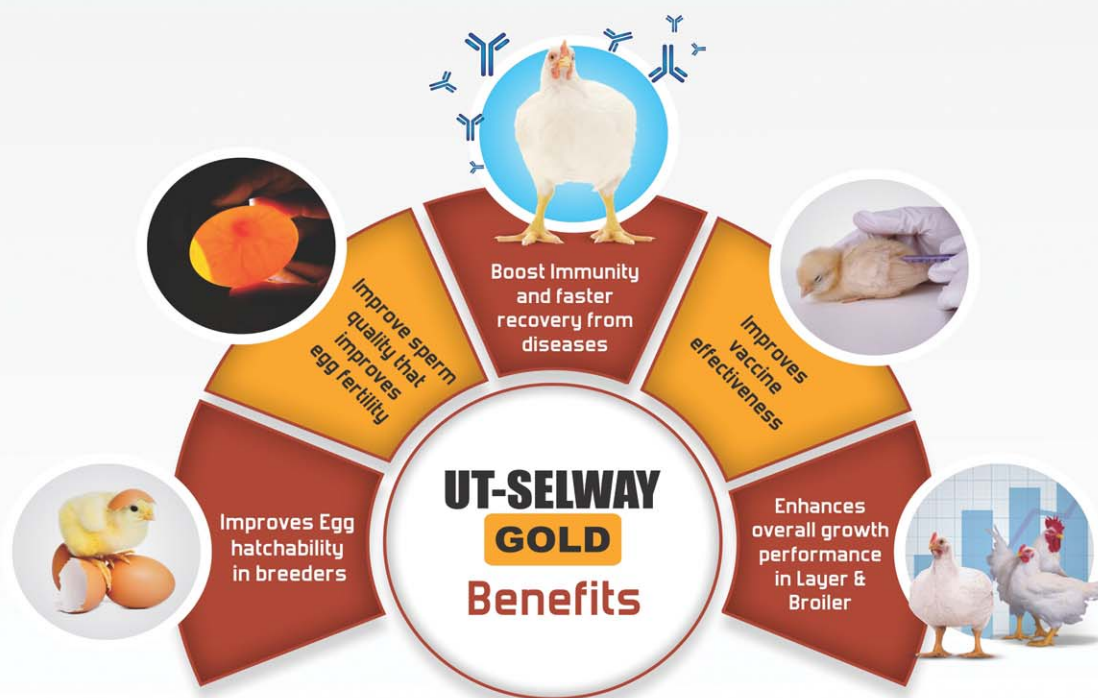 Boost Immunity
and faster
recovery from
diseases
Improve sperm
quality that
improves
egg fertility
Improves
vaccine
effectiveness
Improves Egg
hatchability
in breeders
UT-SELWAY
GOLD
Benefits
Enhances
overall growth
performance
in Layer &
Broiler